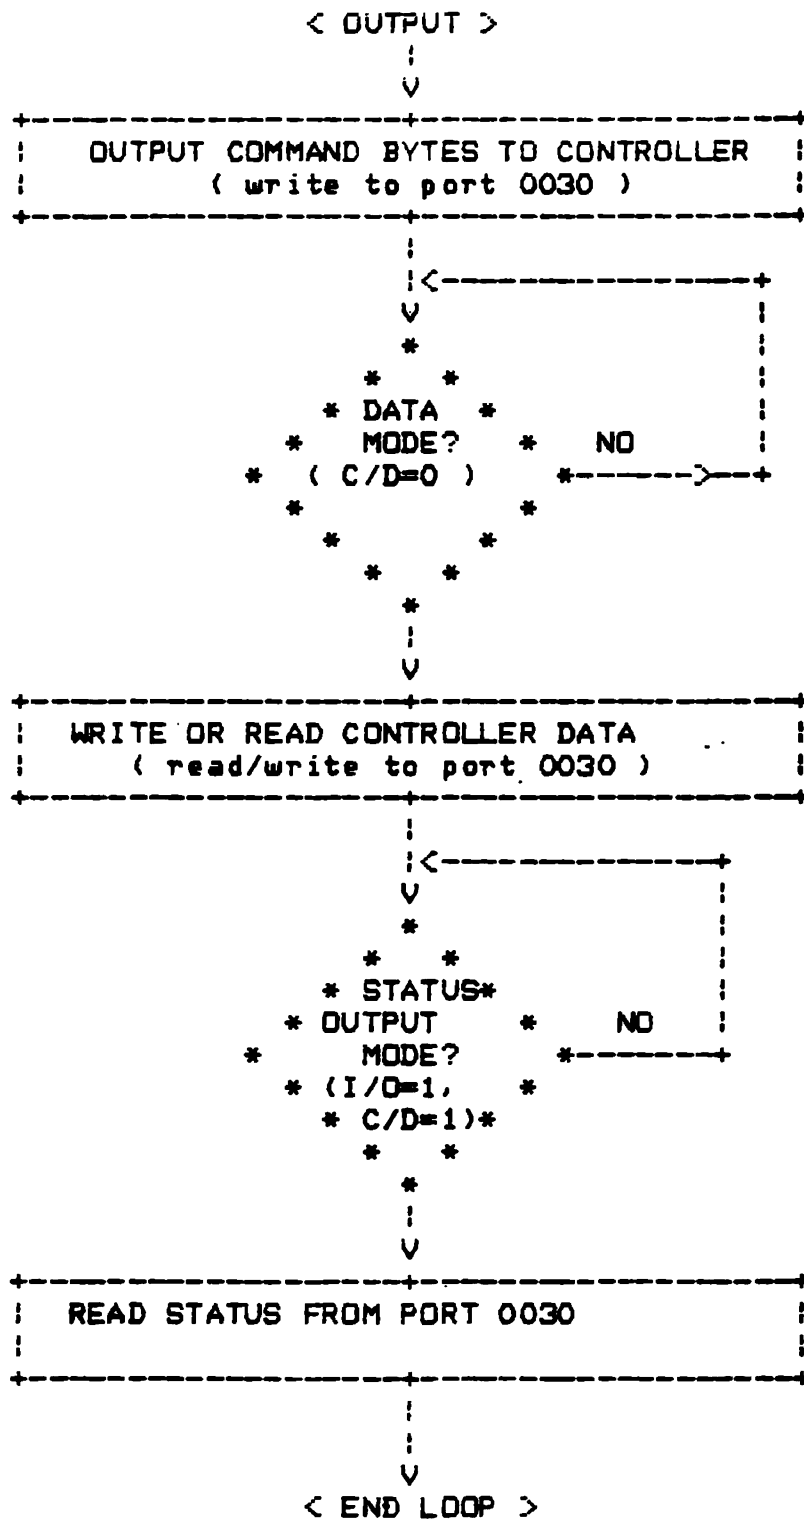 < OUTPUT >
OUTPUT COMMAND BYTES TO CONTROLLER
( write to port 0030 )
DATA
MODE? NO
( C/D=0 )
WRITE OR READ CONTROLLER DATA
( read/write to port 0030 )
STATUS
OUTPUT NO
MODE?
(I/O=1,
C/D=1)
READ STATUS FROM PORT 0030
< END LOOP >